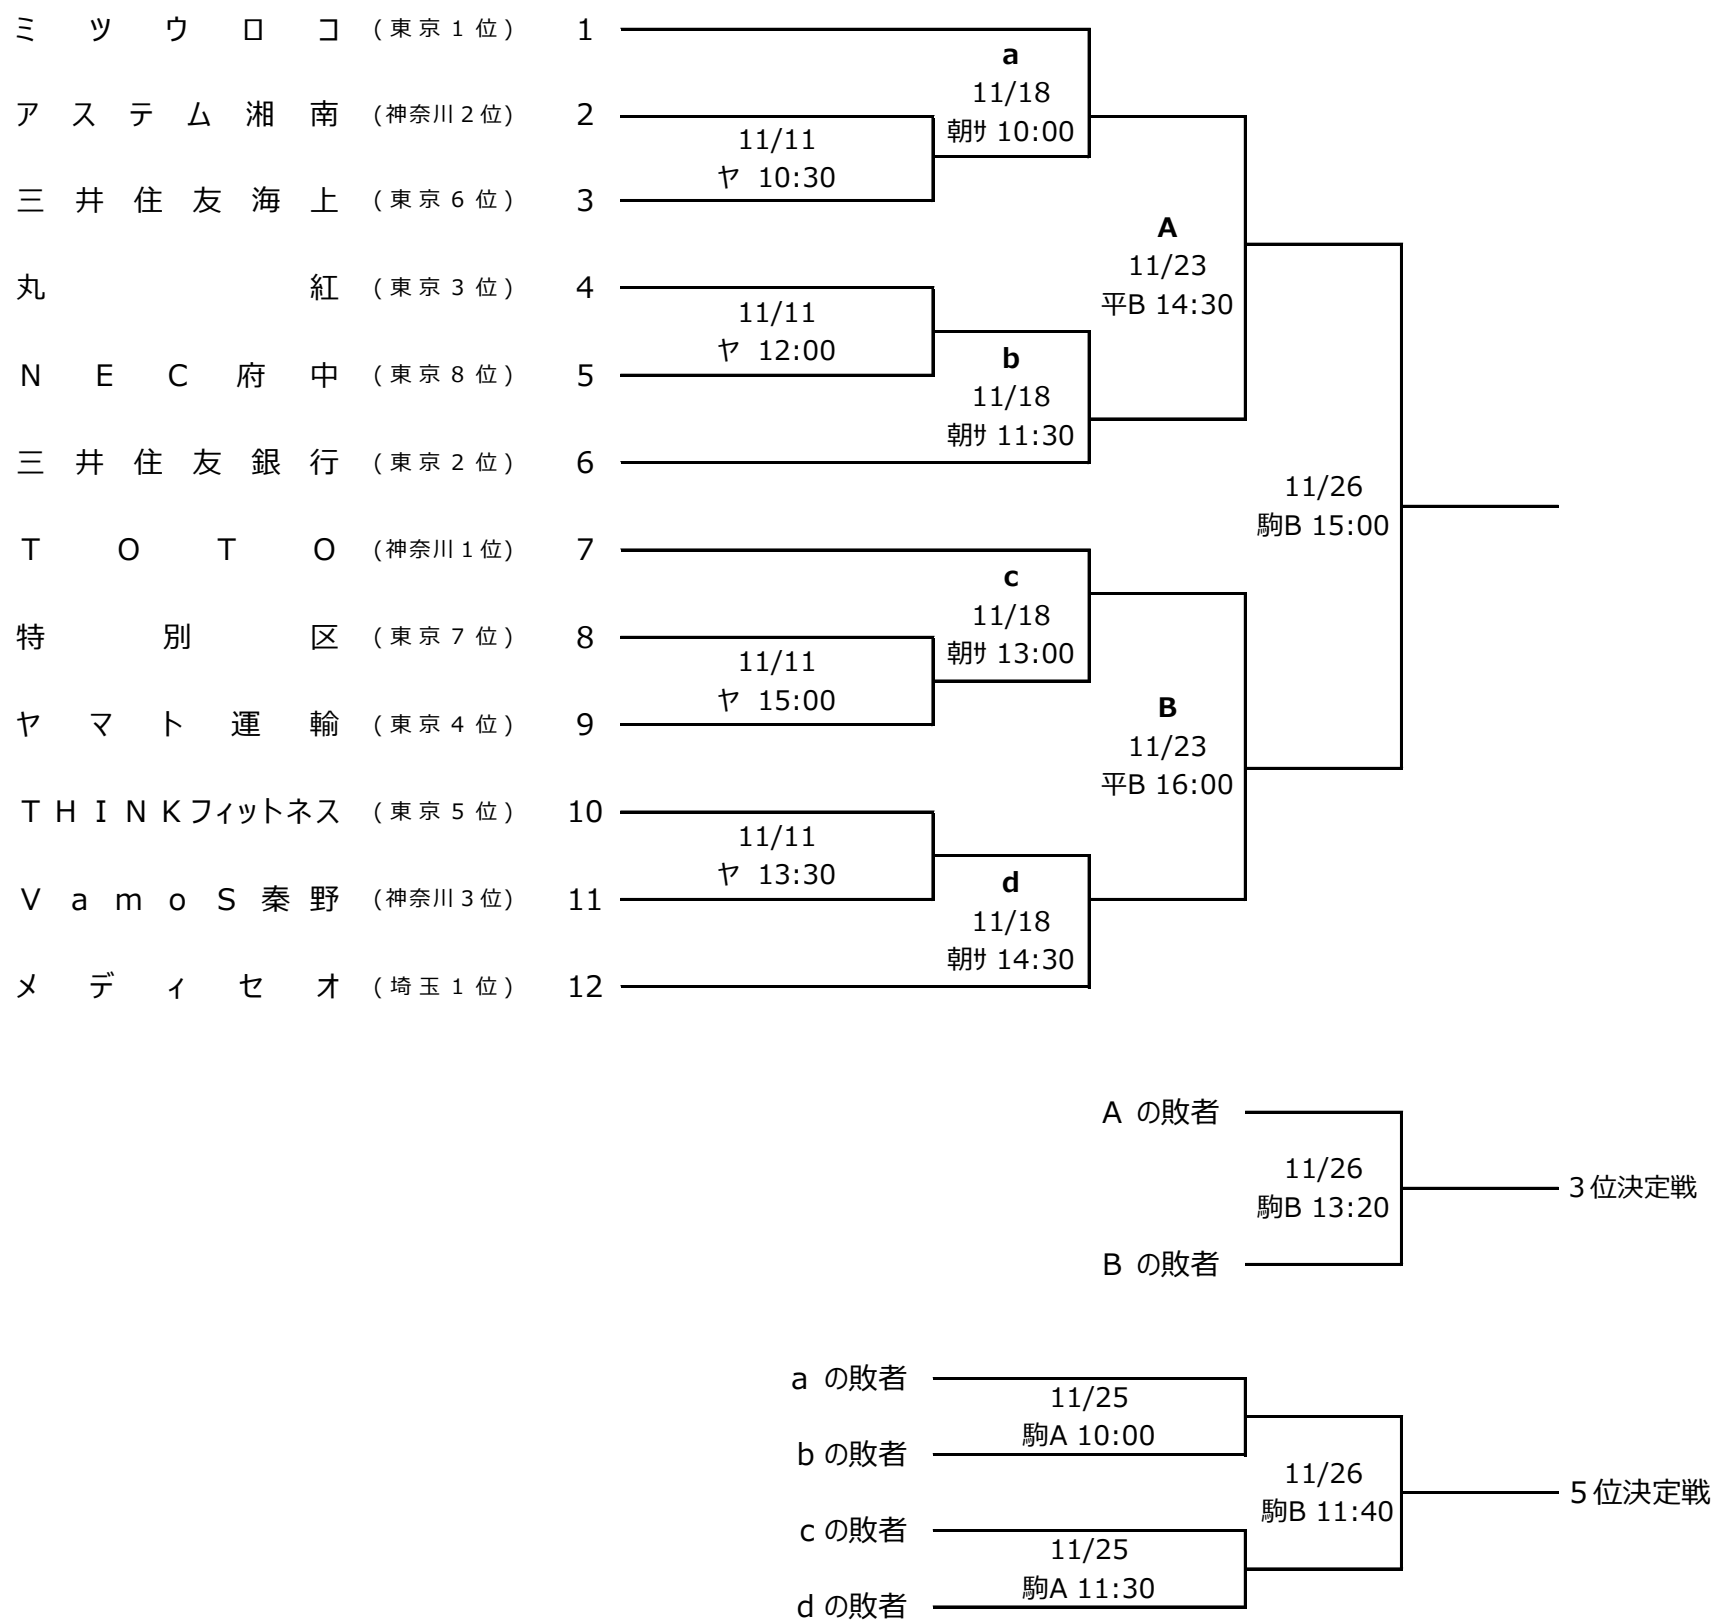 ミツウロコ (東京1位) 1
a
11/18
朝ｻ 10:00
アステム湘南 (神奈川2位) 2
11/11
ヤ 10:30
三井住友海上 (東京6位) 3
A
11/23
平B 14:30
丸紅 (東京3位) 4
11/11
ヤ 12:00
b
11/18
朝ｻ 11:30
NEC府中 (東京8位) 5
三井住友銀行 (東京2位) 6
11/26
駒B 15:00
TOTO (神奈川1位) 7
c
11/18
朝ｻ 13:00
特別区 (東京7位) 8
11/11
ヤ 15:00
ヤマト運輸 (東京4位) 9
B
11/23
平B 16:00
THINKフィットネス (東京5位) 10
11/11
ヤ 13:30
d
11/18
朝ｻ 14:30
VamoS秦野 (神奈川3位) 11
メディセオ (埼玉1位) 12
A の敗者
11/26
駒B 13:20
3位決定戦
B の敗者
a の敗者
11/25
駒A 10:00
b の敗者
11/26
駒B 11:40
5位決定戦
c の敗者
11/25
駒A 11:30
d の敗者